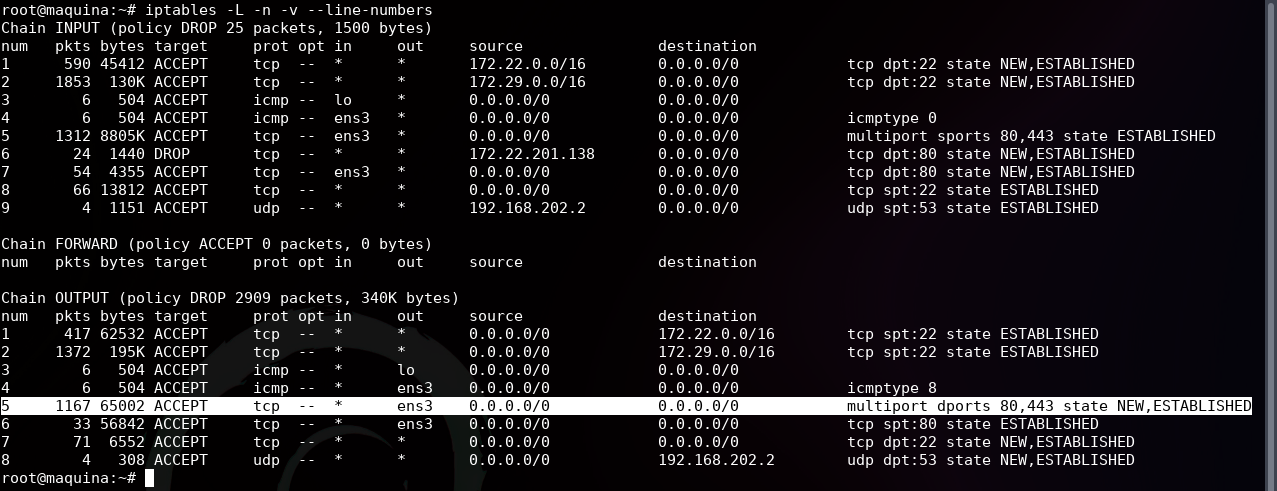 root@maquina:~# iptables -L -n -v --line-numbers
Chain INPUT (policy DROP 25 packets, 1500 bytes)
num   pkts bytes target     prot opt in     out     source               destination
1      590 45412 ACCEPT     tcp  --  *      *       172.22.0.0/16        0.0.0.0/0            tcp dpt:22 state NEW,ESTABLISHED
2     1853  130K ACCEPT     tcp  --  *      *       172.29.0.0/16        0.0.0.0/0            tcp dpt:22 state NEW,ESTABLISHED
3        6   504 ACCEPT     icmp --  lo     *       0.0.0.0/0            0.0.0.0/0
4        6   504 ACCEPT     icmp --  ens3   *       0.0.0.0/0            0.0.0.0/0            icmptype 0
5     1312 8805K ACCEPT     tcp  --  ens3   *       0.0.0.0/0            0.0.0.0/0            multiport sports 80,443 state ESTABLISHED
6       24  1440 DROP       tcp  --  *      *       172.22.201.138       0.0.0.0/0            tcp dpt:80 state NEW,ESTABLISHED
7       54  4355 ACCEPT     tcp  --  ens3   *       0.0.0.0/0            0.0.0.0/0            tcp dpt:80 state NEW,ESTABLISHED
8       66 13812 ACCEPT     tcp  --  *      *       0.0.0.0/0            0.0.0.0/0            tcp spt:22 state ESTABLISHED
9        4  1151 ACCEPT     udp  --  *      *       192.168.202.2        0.0.0.0/0            udp spt:53 state ESTABLISHED
Chain FORWARD (policy ACCEPT 0 packets, 0 bytes)
num   pkts bytes target     prot opt in     out     source               destination
Chain OUTPUT (policy DROP 2909 packets, 340K bytes)
num   pkts bytes target     prot opt in     out     source               destination
1      417 62532 ACCEPT     tcp  --  *      *       0.0.0.0/0            172.22.0.0/16        tcp spt:22 state ESTABLISHED
2     1372  195K ACCEPT     tcp  --  *      *       0.0.0.0/0            172.29.0.0/16        tcp spt:22 state ESTABLISHED
3        6   504 ACCEPT     icmp --  *      lo      0.0.0.0/0            0.0.0.0/0
4        6   504 ACCEPT     icmp --  *      ens3    0.0.0.0/0            0.0.0.0/0            icmptype 8
5     1167 65002 ACCEPT     tcp  --  *      ens3    0.0.0.0/0            0.0.0.0/0            multiport dports 80,443 state NEW,ESTABLISHED
6       33 56842 ACCEPT     tcp  --  *      ens3    0.0.0.0/0            0.0.0.0/0            tcp spt:80 state ESTABLISHED
7       71  6552 ACCEPT     tcp  --  *      *       0.0.0.0/0            0.0.0.0/0            tcp dpt:22 state NEW,ESTABLISHED
8        4   308 ACCEPT     udp  --  *      *       0.0.0.0/0            192.168.202.2        udp dpt:53 state NEW,ESTABLISHED
root@maquina:~#